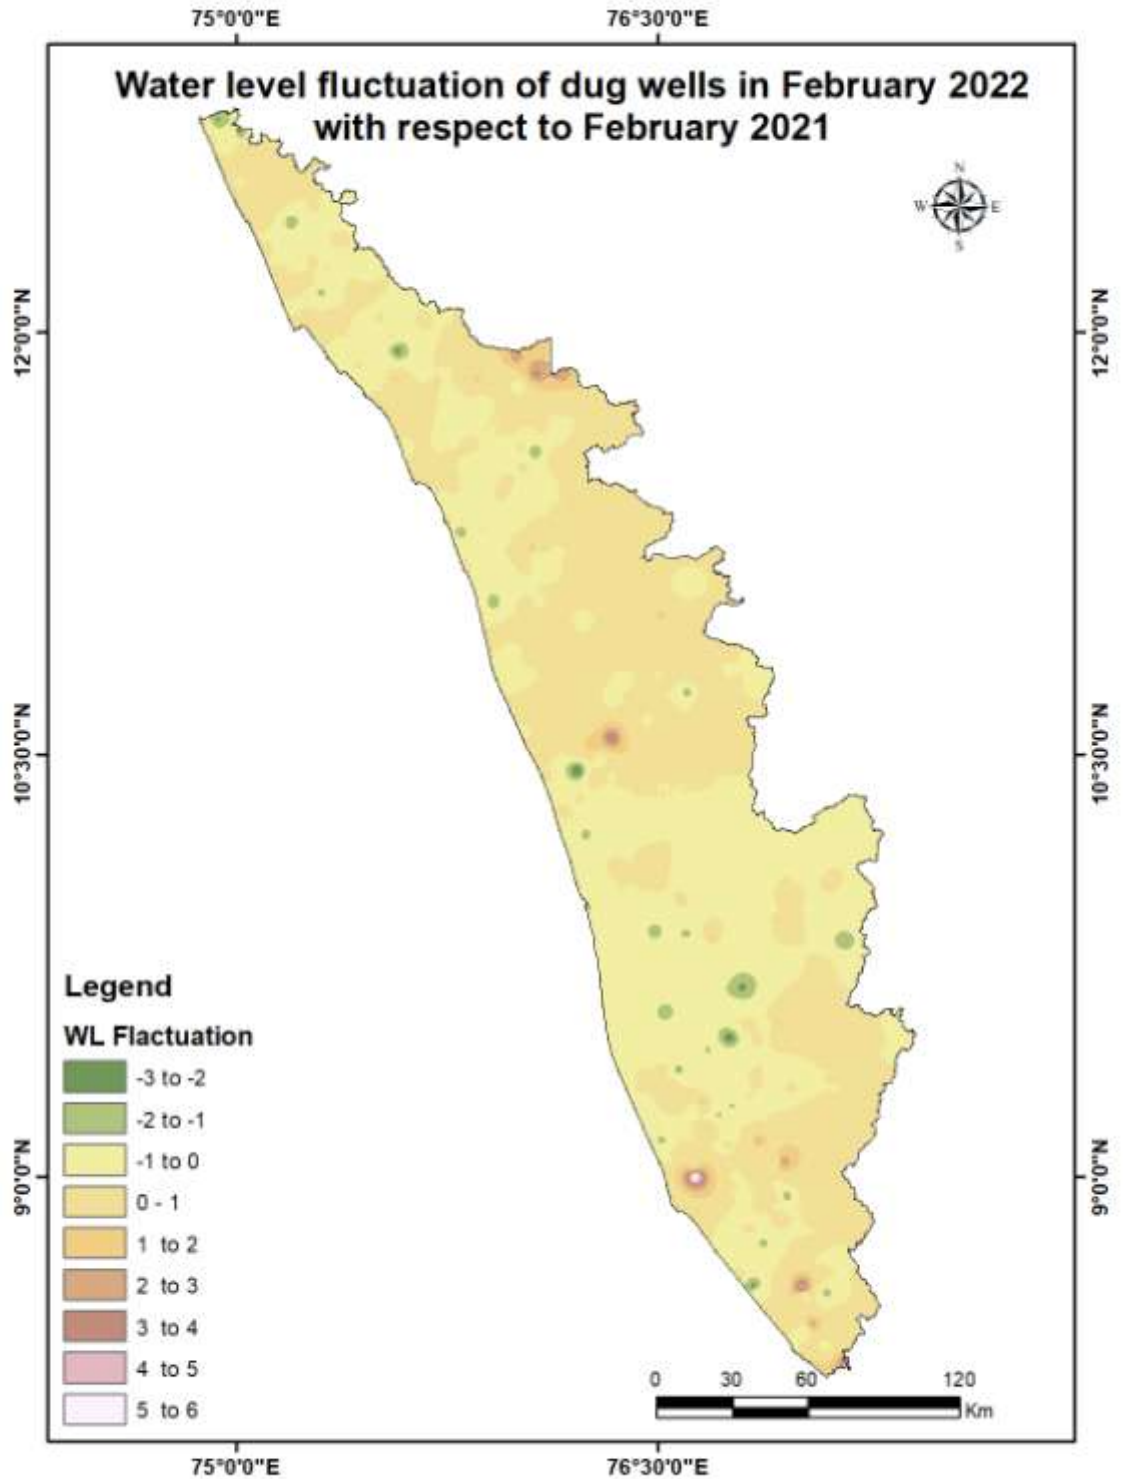 75°0'0"E 76°30'0"E
Water level fluctuation of dug wells in February 2022
with respect to February 2021
N
W E
S
12°0'0"N 12°0'0"N
10°30'0"N 10°30'0"N
Legend
WL Flactuation
-3 to -2
-2 to -1
-1 to 0
0 - 1
1 to 2
2 to 3
3 to 4
4 to 5
5 to 6
9°0'0"N 9°0'0"N
0 30 60 120
Km
75°0'0"E 76°30'0"E